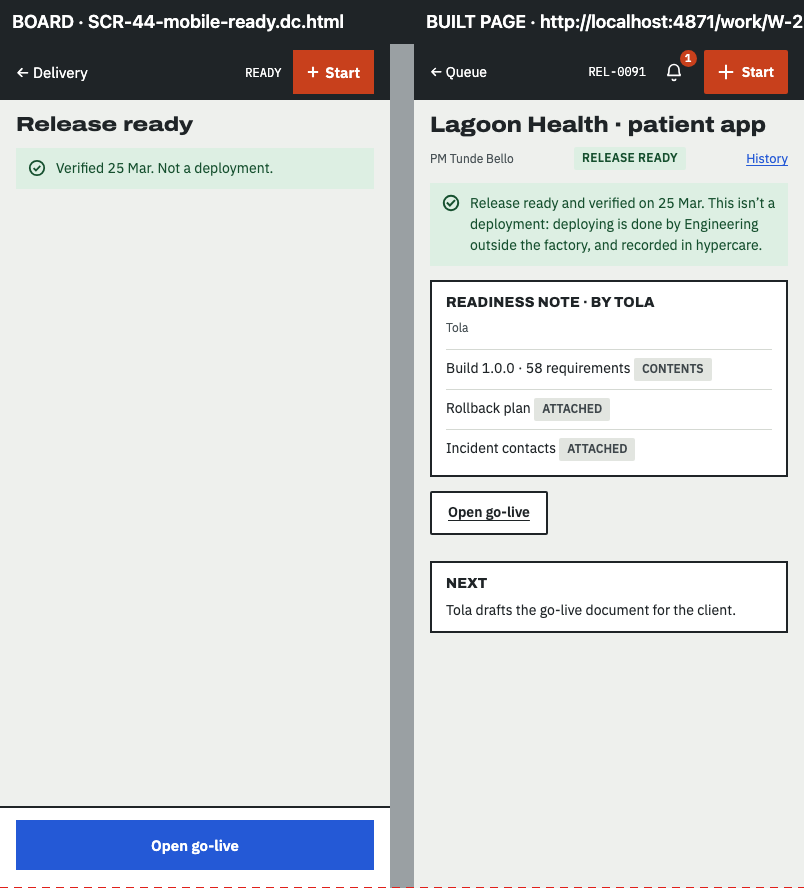 BOARD · SCR-44-mobile-ready.dc.html
← Delivery
READY
+ Start
Release ready
Verified 25 Mar. Not a deployment.
Open go-live
BUILT PAGE · http://localhost:4871/work/W-2
← Queue
REL-0091
1
+ Start
Lagoon Health · patient app
PM Tunde Bello
RELEASE READY
History
Release ready and verified on 25 Mar. This isn’t a
deployment: deploying is done by Engineering
outside the factory, and recorded in hypercare.
READINESS NOTE · BY TOLA
Tola
Build 1.0.0 · 58 requirements CONTENTS
Rollback plan ATTACHED
Incident contacts ATTACHED
Open go-live
NEXT
Tola drafts the go-live document for the client.